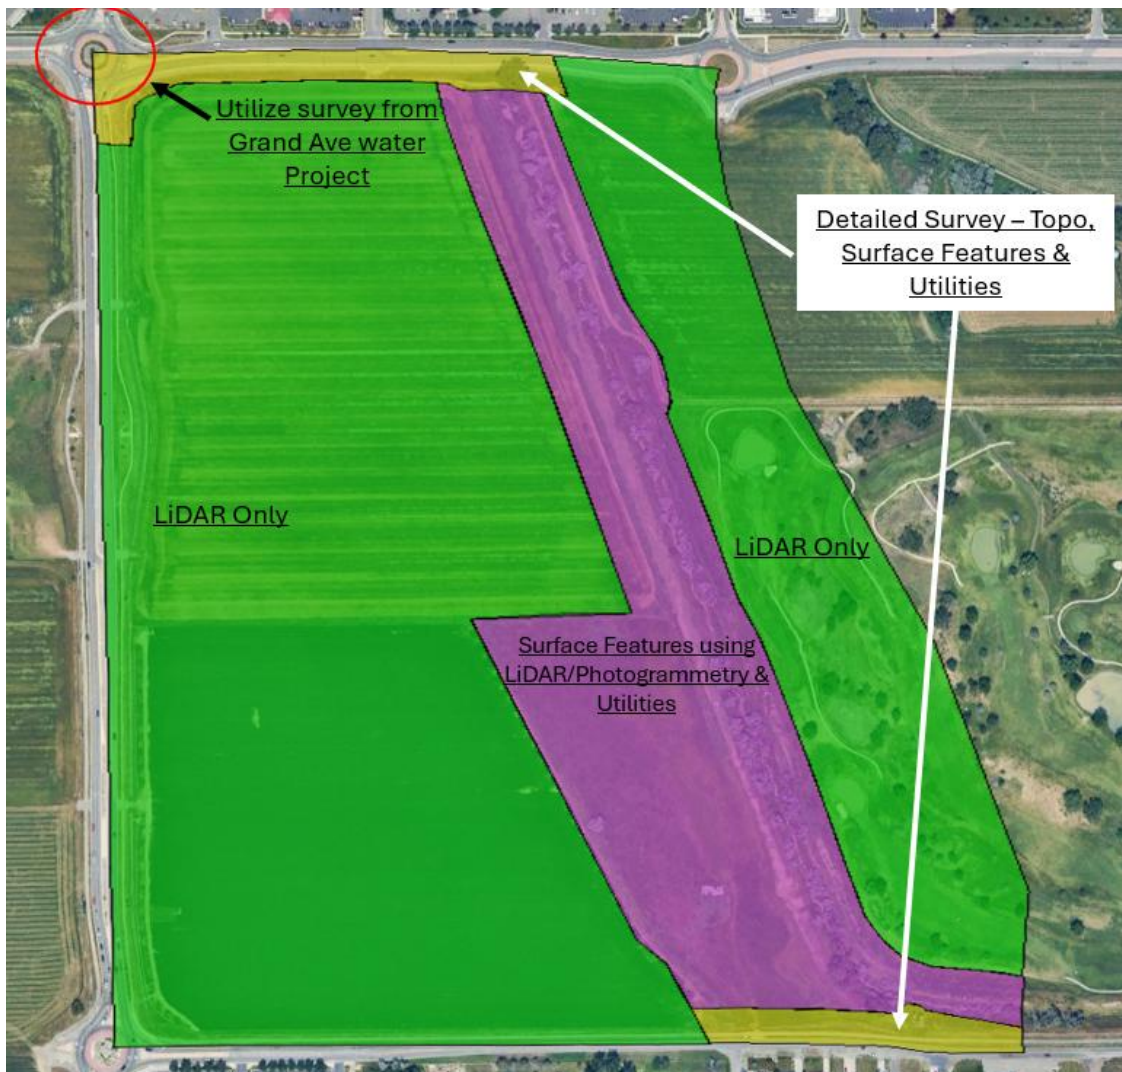 Utilize survey from
Grand Ave water
Project
Detailed Survey – Topo,
Surface Features &
Utilities
LiDAR Only
LiDAR Only
Surface Features using
LiDAR/Photogrammetry &
Utilities